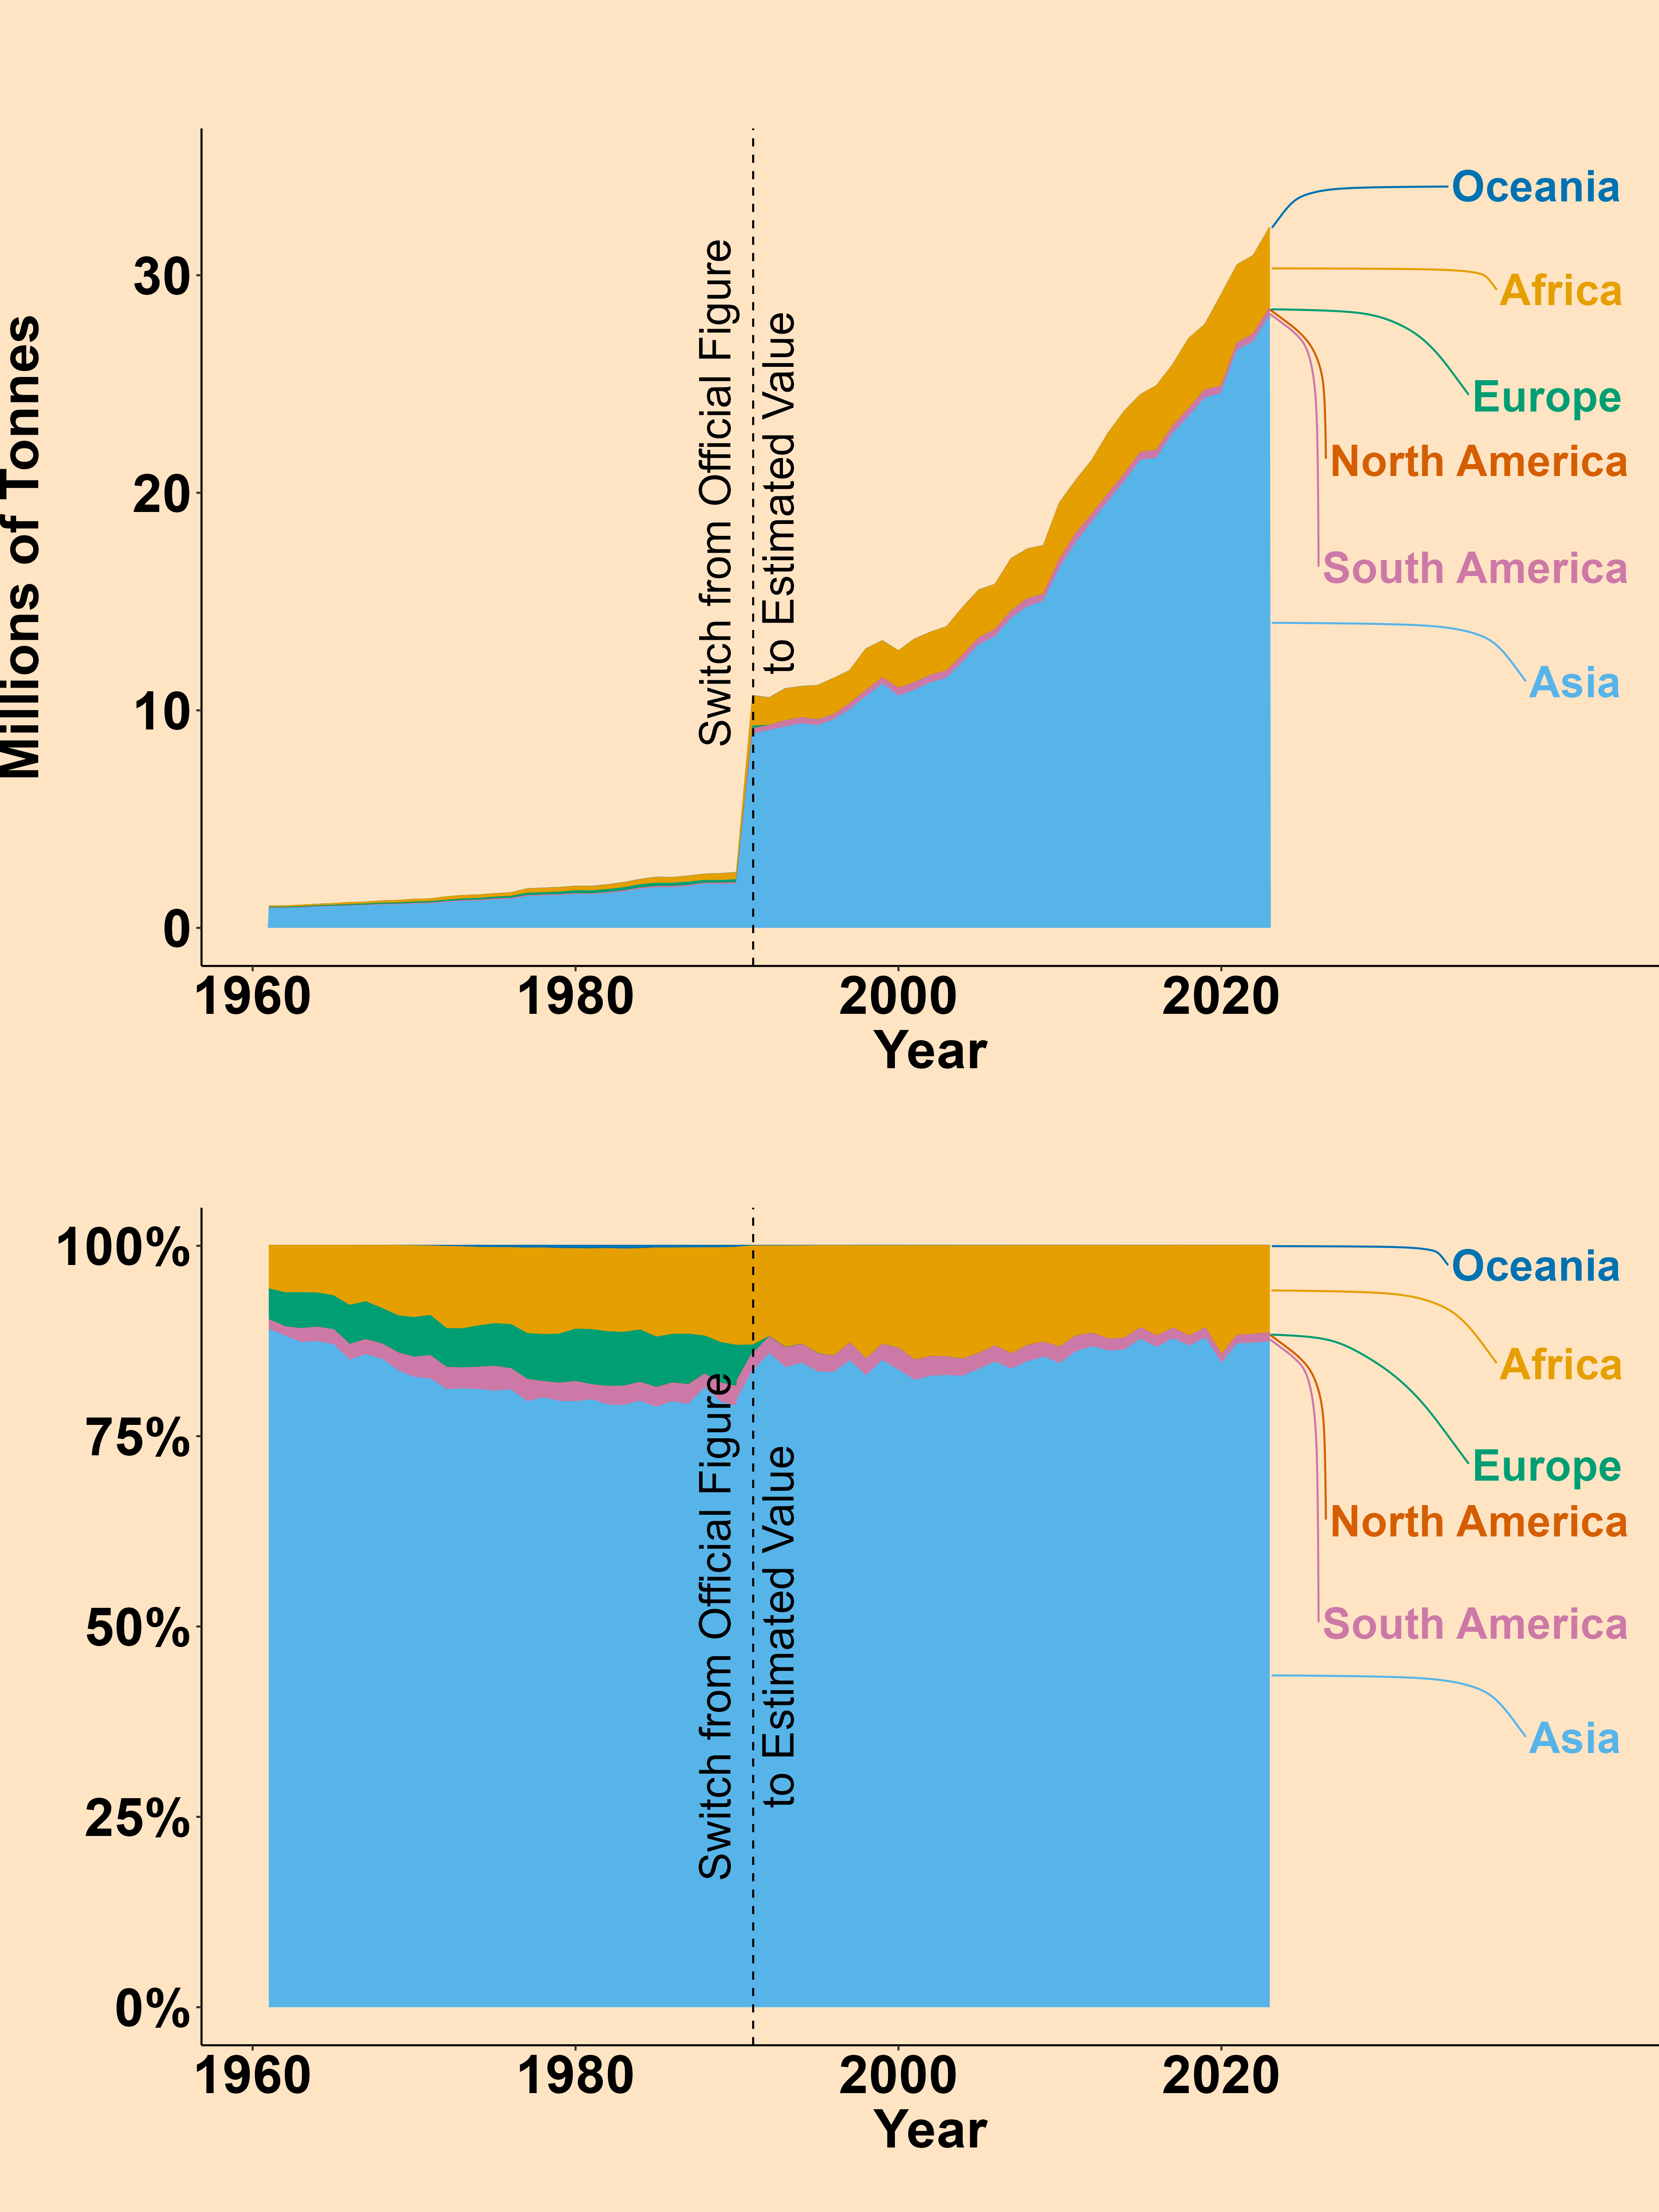 Millions of Tonnes
30
20
10
0
Switch from Official Figure
to Estimated Value
Oceania
Africa
Europe
North America
South America
Asia
1960 1980 2000 2020
Year
100%
75%
50%
25%
0%
Switch from Official Figure
to Estimated Value
Oceania
Africa
Europe
North America
South America
Asia
1960 1980 2000 2020
Year